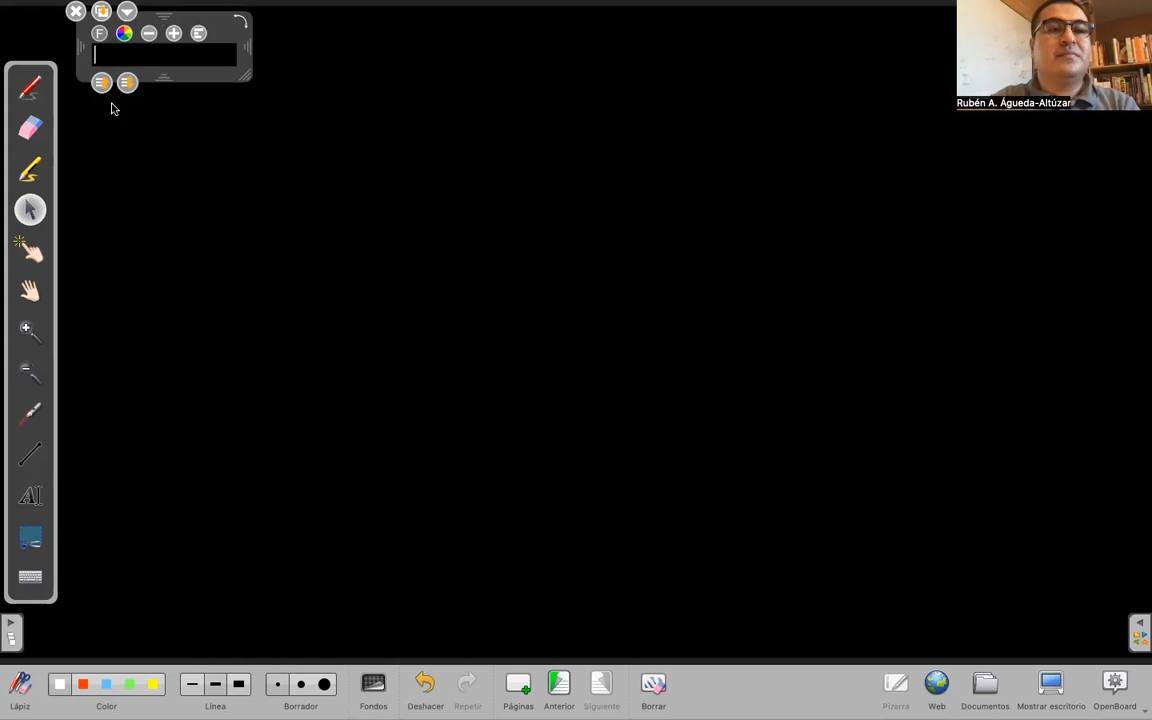 F
Rubén A. Águeda-Altúzar
AI
Lápiz
Color
Línea
Borrador
Fondos
Deshacer
Repetir
Páginas
Anterior
Siguiente
Borrar
Pizarra
Web
Documentos
Mostrar escritorio
OpenBoard